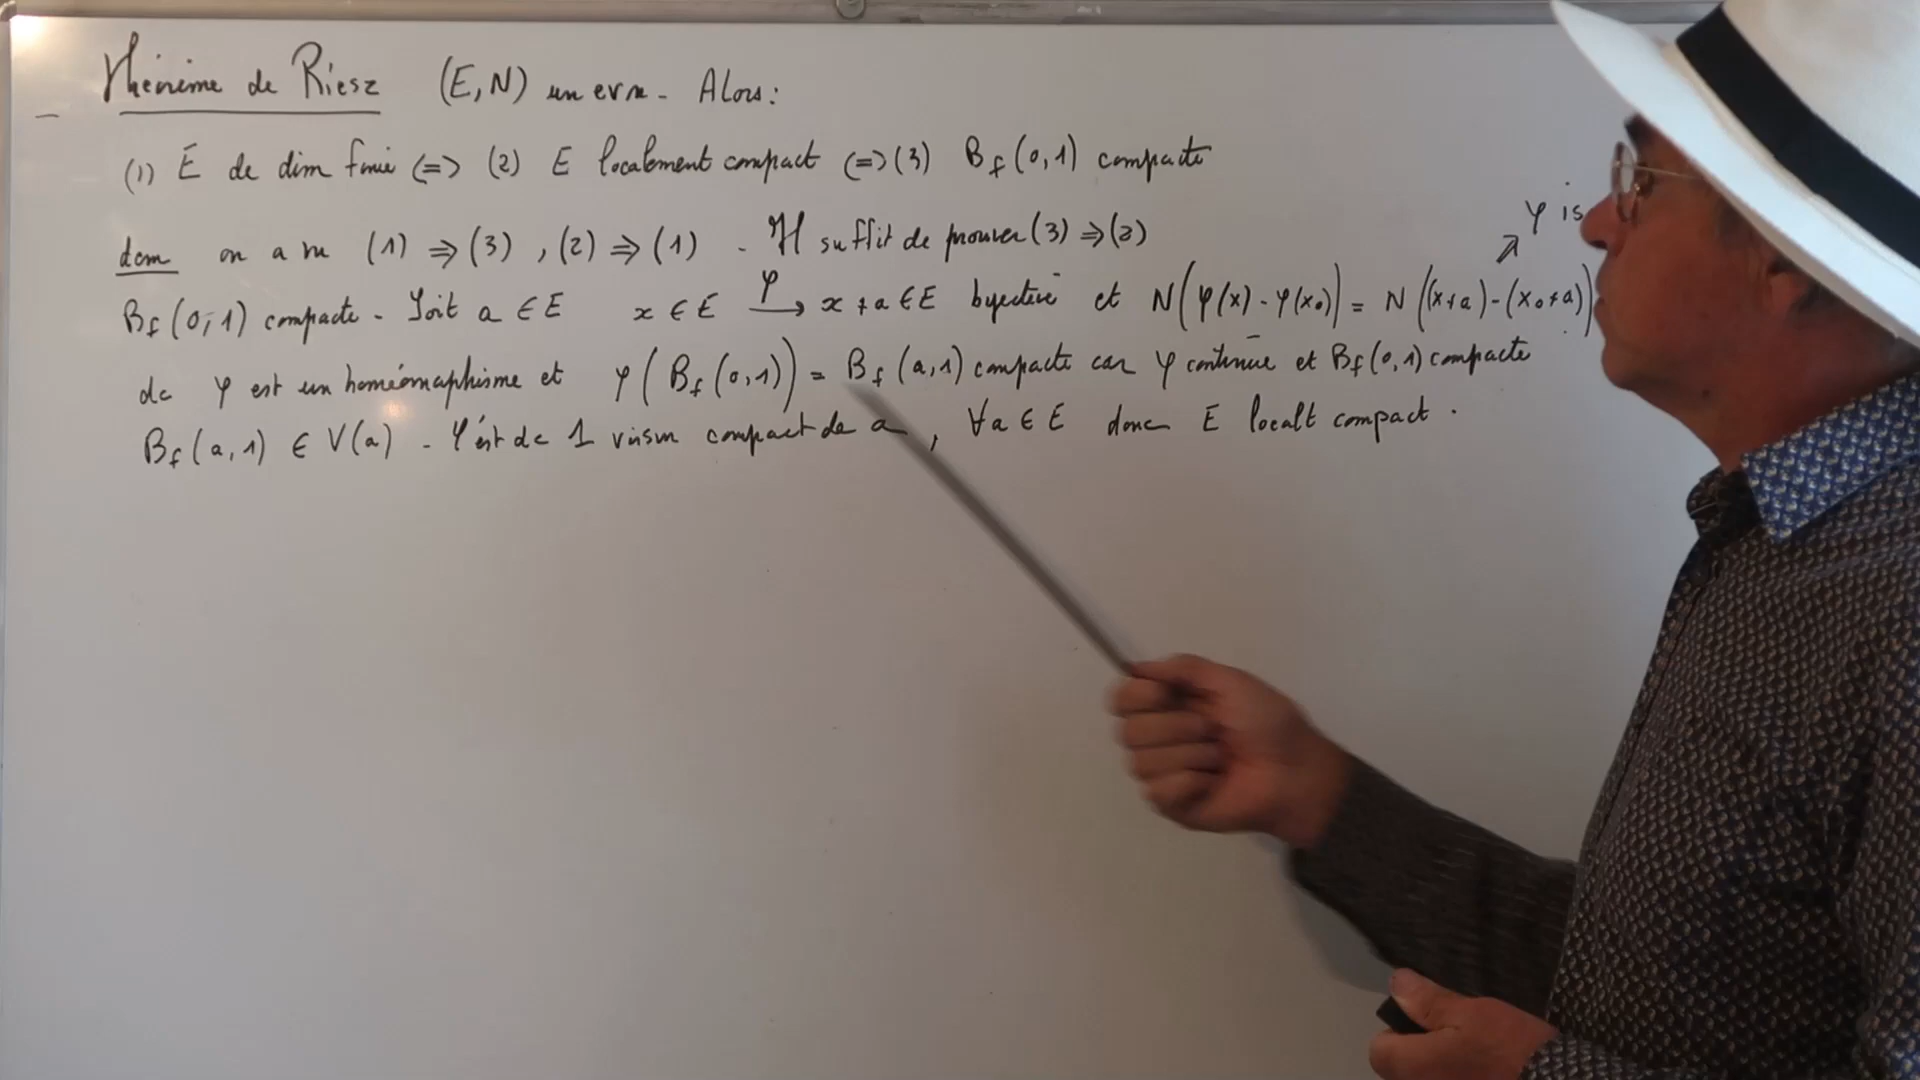 Théorème de Riesz (E,N) un evn. Alors:
(1) E de dim finie <=> (2) E localement compact <=> (3) B_f(0,1) compacte
φ is
dem on a vu (1) => (3), (2) => (1). Il suffit de prouver (3) => (2)
B_f(0,1) compacte. Soit a ∈ E x ∈ E —φ→ x+a ∈ E bijective et N(φ(x) - φ(x₀)) = N((x+a) - (x₀+a))
dc φ est un homéomorphisme et φ(B_f(0,1)) = B_f(a,1) compacte car φ continue et B_f(0,1) compacte
B_f(a,1) ∈ V(a) - C'est dc 1 voisin compact de a, ∀a ∈ E donc E localt compact.